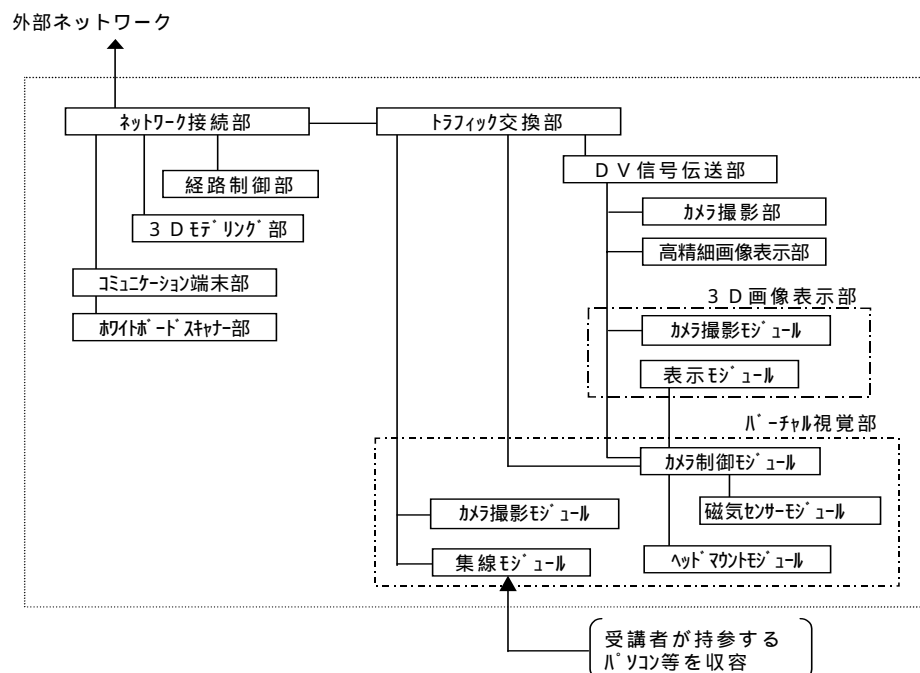 外部ネットワーク
ﾈｯﾄﾜｰｸ接続部
ﾄﾗﾌｨｯｸ交換部
ＤＶ信号伝送部
経路制御部
ｶﾒﾗ撮影部
３Ｄﾓﾃﾞﾘﾝｸﾞ部
高精細画像表示部
ｺﾐｭﾆｹｰｼｮﾝ端末部
３Ｄ画像表示部
ﾎﾜｲﾄﾎﾞｰﾄﾞｽｷｬﾅｰ部
ｶﾒﾗ撮影ﾓｼﾞｭｰﾙ
表示ﾓｼﾞｭｰﾙ
ﾊﾞｰﾁｬﾙ視覚部
ｶﾒﾗ制御ﾓｼﾞｭｰﾙ
ｶﾒﾗ撮影ﾓｼﾞｭｰﾙ
磁気ｾﾝｻｰﾓｼﾞｭｰﾙ
集線ﾓｼﾞｭｰﾙ
ﾍｯﾄﾞﾏｳﾝﾄﾓｼﾞｭｰﾙ
受講者が持参する
ﾊﾟｿｺﾝ等を収容